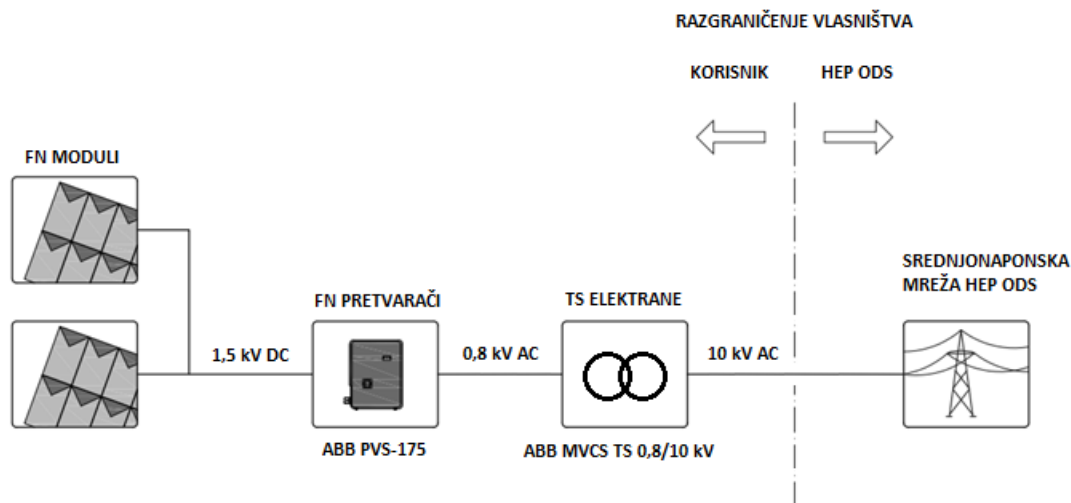 RAZGRANIČENJE VLASNIŠTVA
KORISNIK
HEP ODS
FN MODULI
SREDNJONAPONSKA
MREŽA HEP ODS
FN PRETVARAČI
TS ELEKTRANE
1,5 kV DC
0,8 kV AC
10 kV AC
ABB PVS-175
ABB MVCS TS 0,8/10 kV